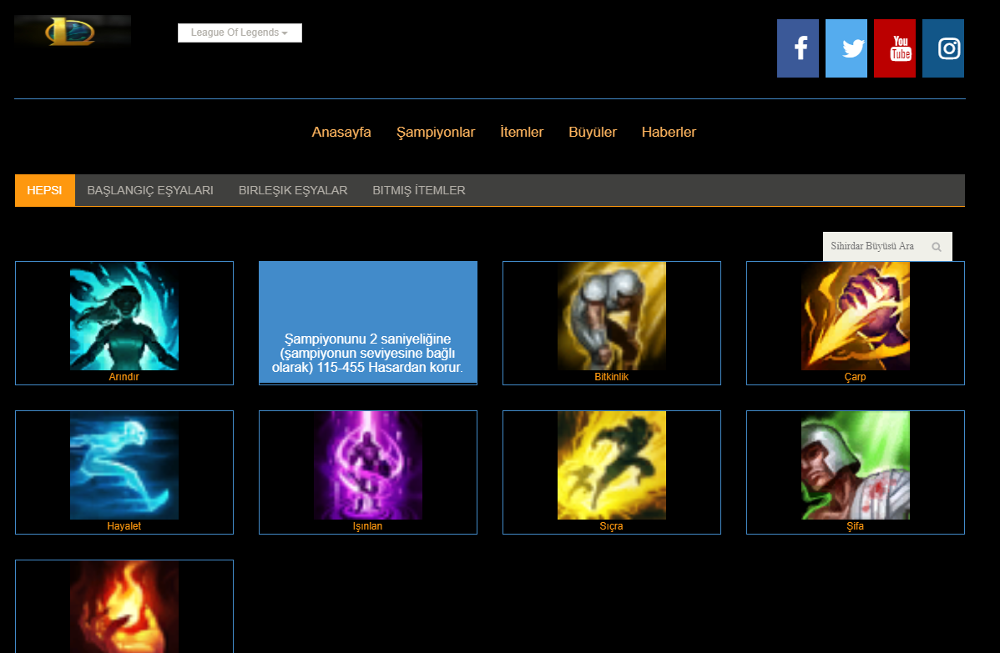 League Of Legends
You
Tube
Anasayfa Şampiyonlar İtemler Büyüler Haberler
HEPSI BAŞLANGIÇ EŞYALARI BIRLEŞIK EŞYALAR BITMIŞ İTEMLER
Sihirdar Büyüsü Ara
Arındır
Şampiyonunu 2 saniyeliğine
(şampiyonun seviyesine bağlı
olarak) 115-455 Hasardan korur.
Bitkinlik
Çarp
Hayalet
Işınlan
Sıçra
Şifa